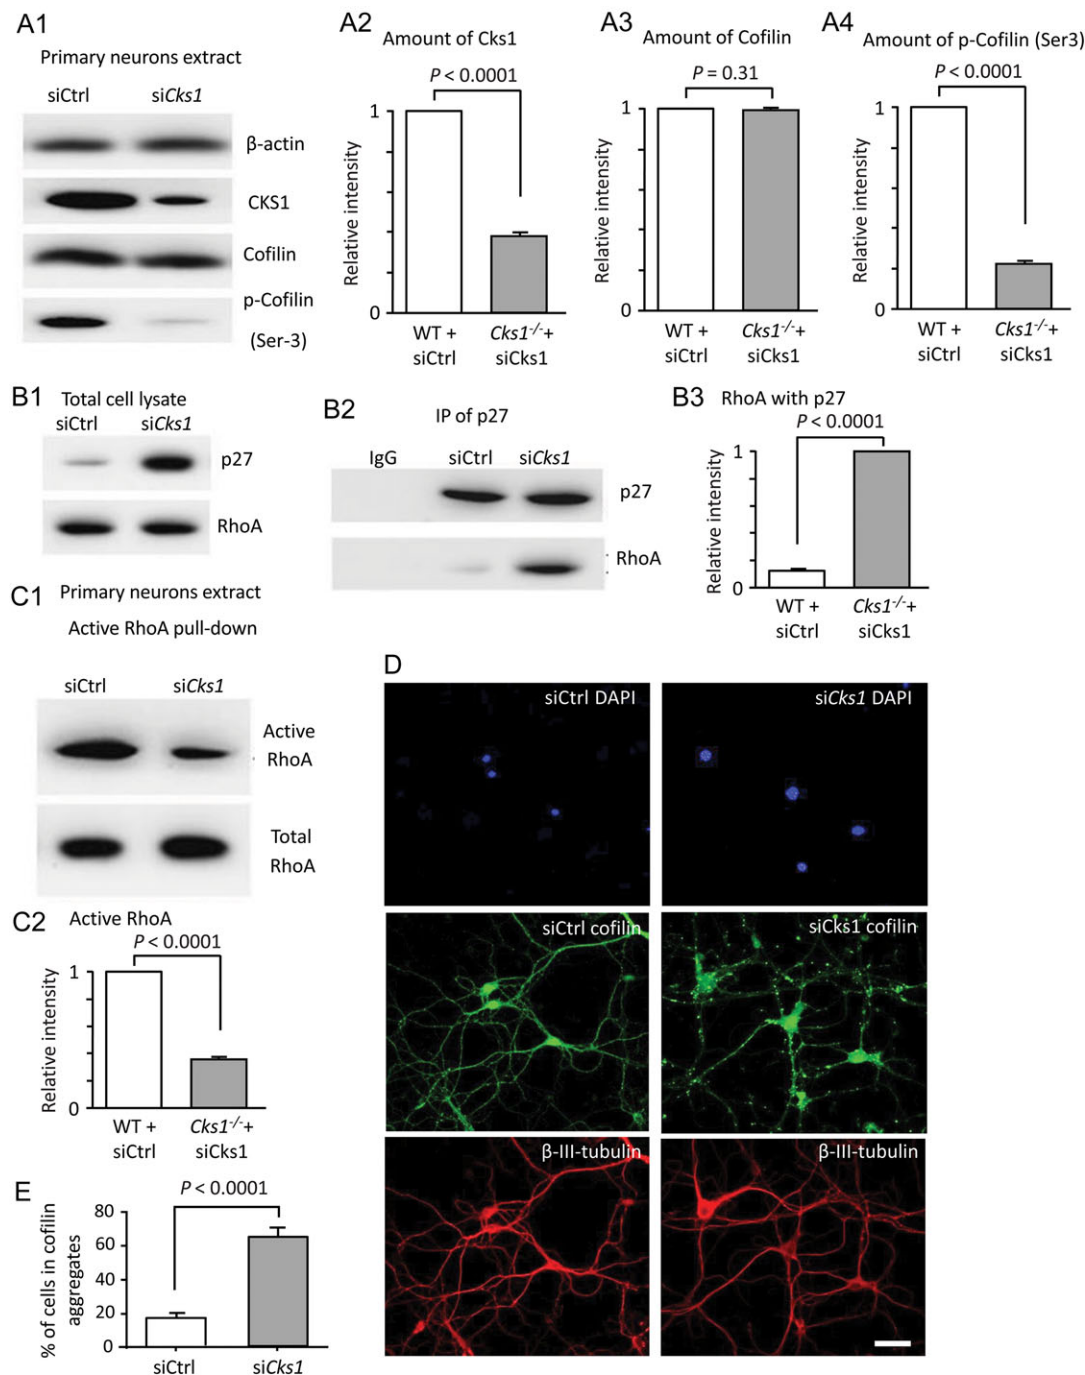 A1
Primary neurons extract
siCtrl siCks1
β-actin
CKS1
Cofilin
p-Cofilin
(Ser-3)
A2
Amount of Cks1
P < 0.0001
Relative intensity
1
0
WT + siCtrl
Cks1-/-+ siCks1
A3
Amount of Cofilin
P = 0.31
Relative intensity
1
0
WT + siCtrl
Cks1-/-+ siCks1
A4
Amount of p-Cofilin (Ser3)
P < 0.0001
Relative intensity
1
0
WT + siCtrl
Cks1-/-+ siCks1
B1
Total cell lysate
siCtrl siCks1
p27
RhoA
B2
IP of p27
IgG siCtrl siCks1
p27
RhoA
B3
RhoA with p27
P < 0.0001
Relative intensity
1
0
WT + siCtrl
Cks1-/-+ siCks1
C1
Primary neurons extract
Active RhoA pull-down
siCtrl siCks1
Active
RhoA
Total
RhoA
C2
Active RhoA
P < 0.0001
Relative intensity
1
0
WT + siCtrl
Cks1-/-+ siCks1
D
siCtrl DAPI
siCks1 DAPI
siCtrl cofilin
siCks1 cofilin
β-III-tubulin
β-III-tubulin
E
P < 0.0001
% of cells in cofilin
aggregates
80
60
40
20
0
siCtrl siCks1